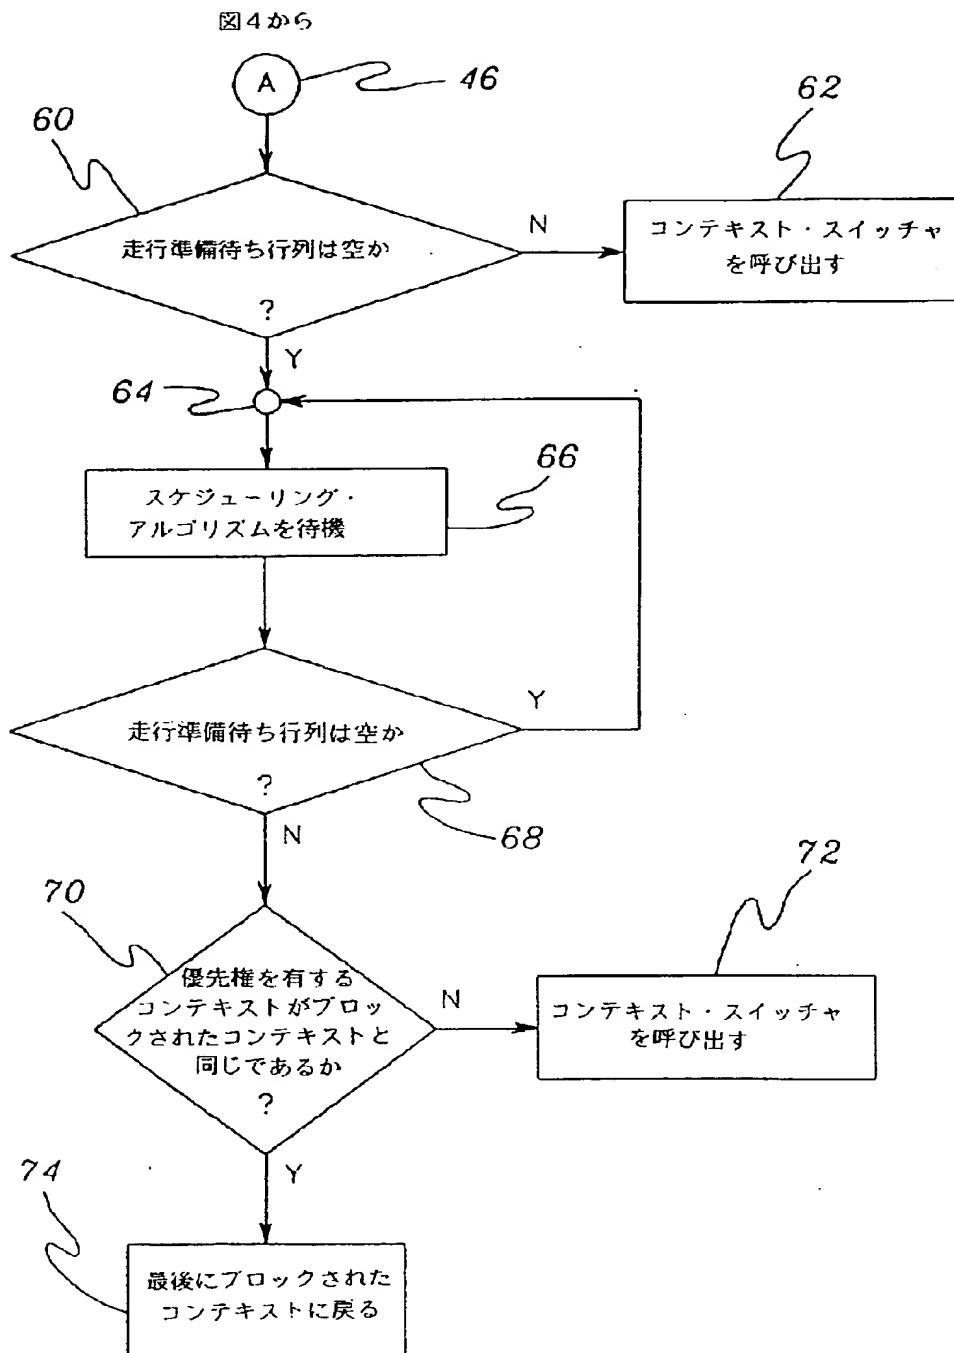 図4から
A
46
60
62
走行準備待ち行列は空か
?
N
コンテキスト・スイッチャ
を呼び出す
Y
64
66
スケジューリング・
アルゴリズムを待機
走行準備待ち行列は空か
?
Y
68
N
70
72
優先権を有する
コンテキストがブロック
されたコンテキストと
同じであるか
?
N
コンテキスト・スイッチャ
を呼び出す
Y
74
最後にブロックされた
コンテキストに戻る